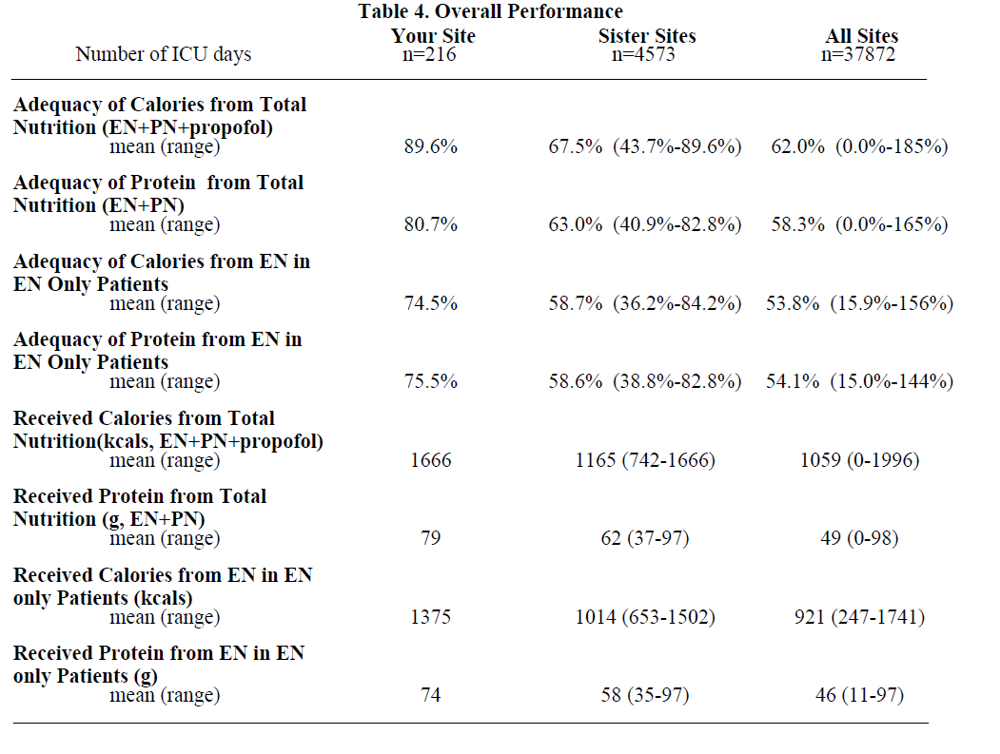 Table 4. Overall Performance
Your Site Sister Sites All Sites
Number of ICU days n=216 n=4573 n=37872
Adequacy of Calories from Total
Nutrition (EN+PN+propofol)
mean (range) 89.6% 67.5% (43.7%-89.6%) 62.0% (0.0%-185%)
Adequacy of Protein from Total
Nutrition (EN+PN)
mean (range) 80.7% 63.0% (40.9%-82.8%) 58.3% (0.0%-165%)
Adequacy of Calories from EN in
EN Only Patients
mean (range) 74.5% 58.7% (36.2%-84.2%) 53.8% (15.9%-156%)
Adequacy of Protein from EN in
EN Only Patients
mean (range) 75.5% 58.6% (38.8%-82.8%) 54.1% (15.0%-144%)
Received Calories from Total
Nutrition(kcals, EN+PN+propofol)
mean (range) 1666 1165 (742-1666) 1059 (0-1996)
Received Protein from Total
Nutrition (g, EN+PN)
mean (range) 79 62 (37-97) 49 (0-98)
Received Calories from EN in EN
only Patients (kcals)
mean (range) 1375 1014 (653-1502) 921 (247-1741)
Received Protein from EN in EN
only Patients (g)
mean (range) 74 58 (35-97) 46 (11-97)